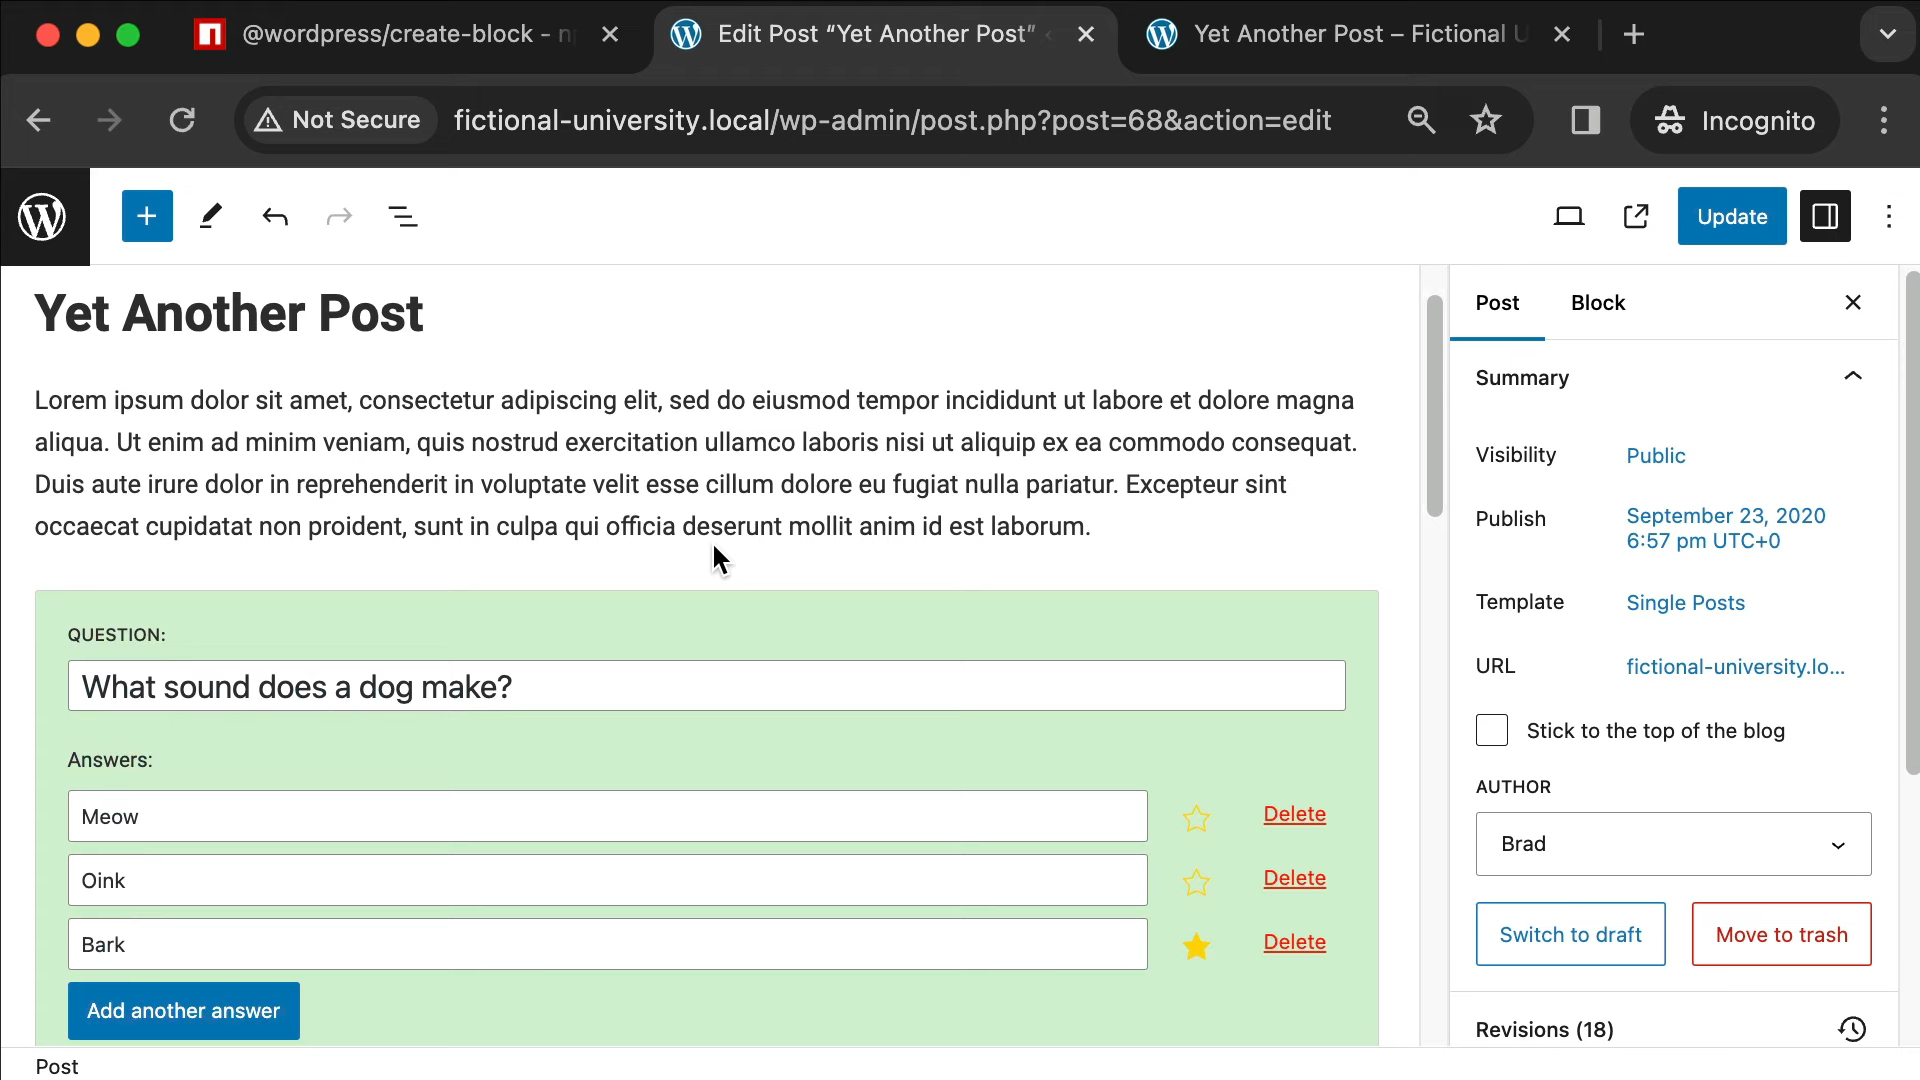 @wordpress/create-block - n
Edit Post “Yet Another Post”
Yet Another Post – Fictional U
Not Secure
fictional-university.local/wp-admin/post.php?post=68&action=edit
Incognito
Update
Yet Another Post
Lorem ipsum dolor sit amet, consectetur adipiscing elit, sed do eiusmod tempor incididunt ut labore et dolore magna
aliqua. Ut enim ad minim veniam, quis nostrud exercitation ullamco laboris nisi ut aliquip ex ea commodo consequat.
Duis aute irure dolor in reprehenderit in voluptate velit esse cillum dolore eu fugiat nulla pariatur. Excepteur sint
occaecat cupidatat non proident, sunt in culpa qui officia deserunt mollit anim id est laborum.
QUESTION:
What sound does a dog make?
Answers:
Meow
Delete
Oink
Delete
Bark
Delete
Add another answer
Post
Post
Block
Summary
Visibility
Public
Publish
September 23, 2020
6:57 pm UTC+0
Template
Single Posts
URL
fictional-university.lo...
Stick to the top of the blog
AUTHOR
Brad
Switch to draft
Move to trash
Revisions (18)